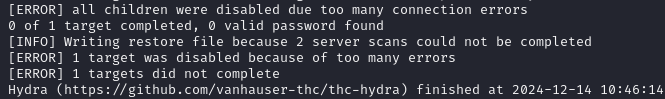 [ERROR] all children were disabled due too many connection errors
0 of 1 target completed, 0 valid password found
[INFO] Writing restore file because 2 server scans could not be completed
[ERROR] 1 target was disabled because of too many errors
[ERROR] 1 targets did not complete
Hydra (https://github.com/vanhauser-thc/thc-hydra) finished at 2024-12-14 10:46:14